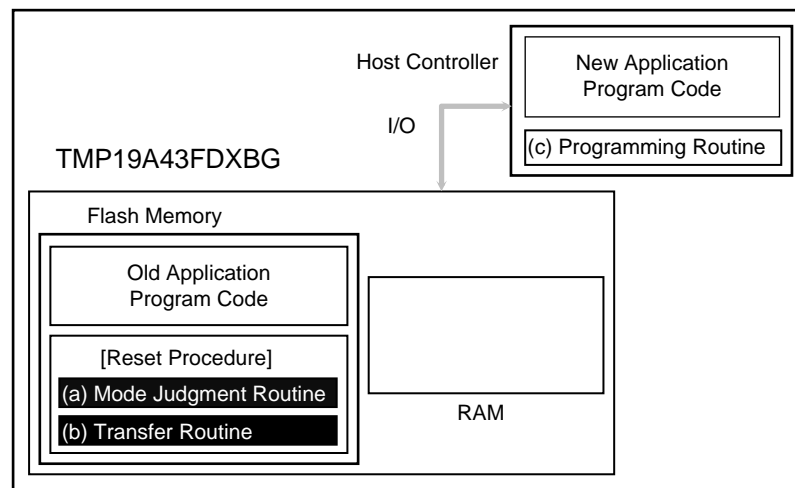 Host Controller
New Application
Program Code
I/O
(c) Programming Routine
TMP19A43FDXBG
Flash Memory
Old Application
Program Code
[Reset Procedure]
(a) Mode Judgment Routine
(b) Transfer Routine
RAM